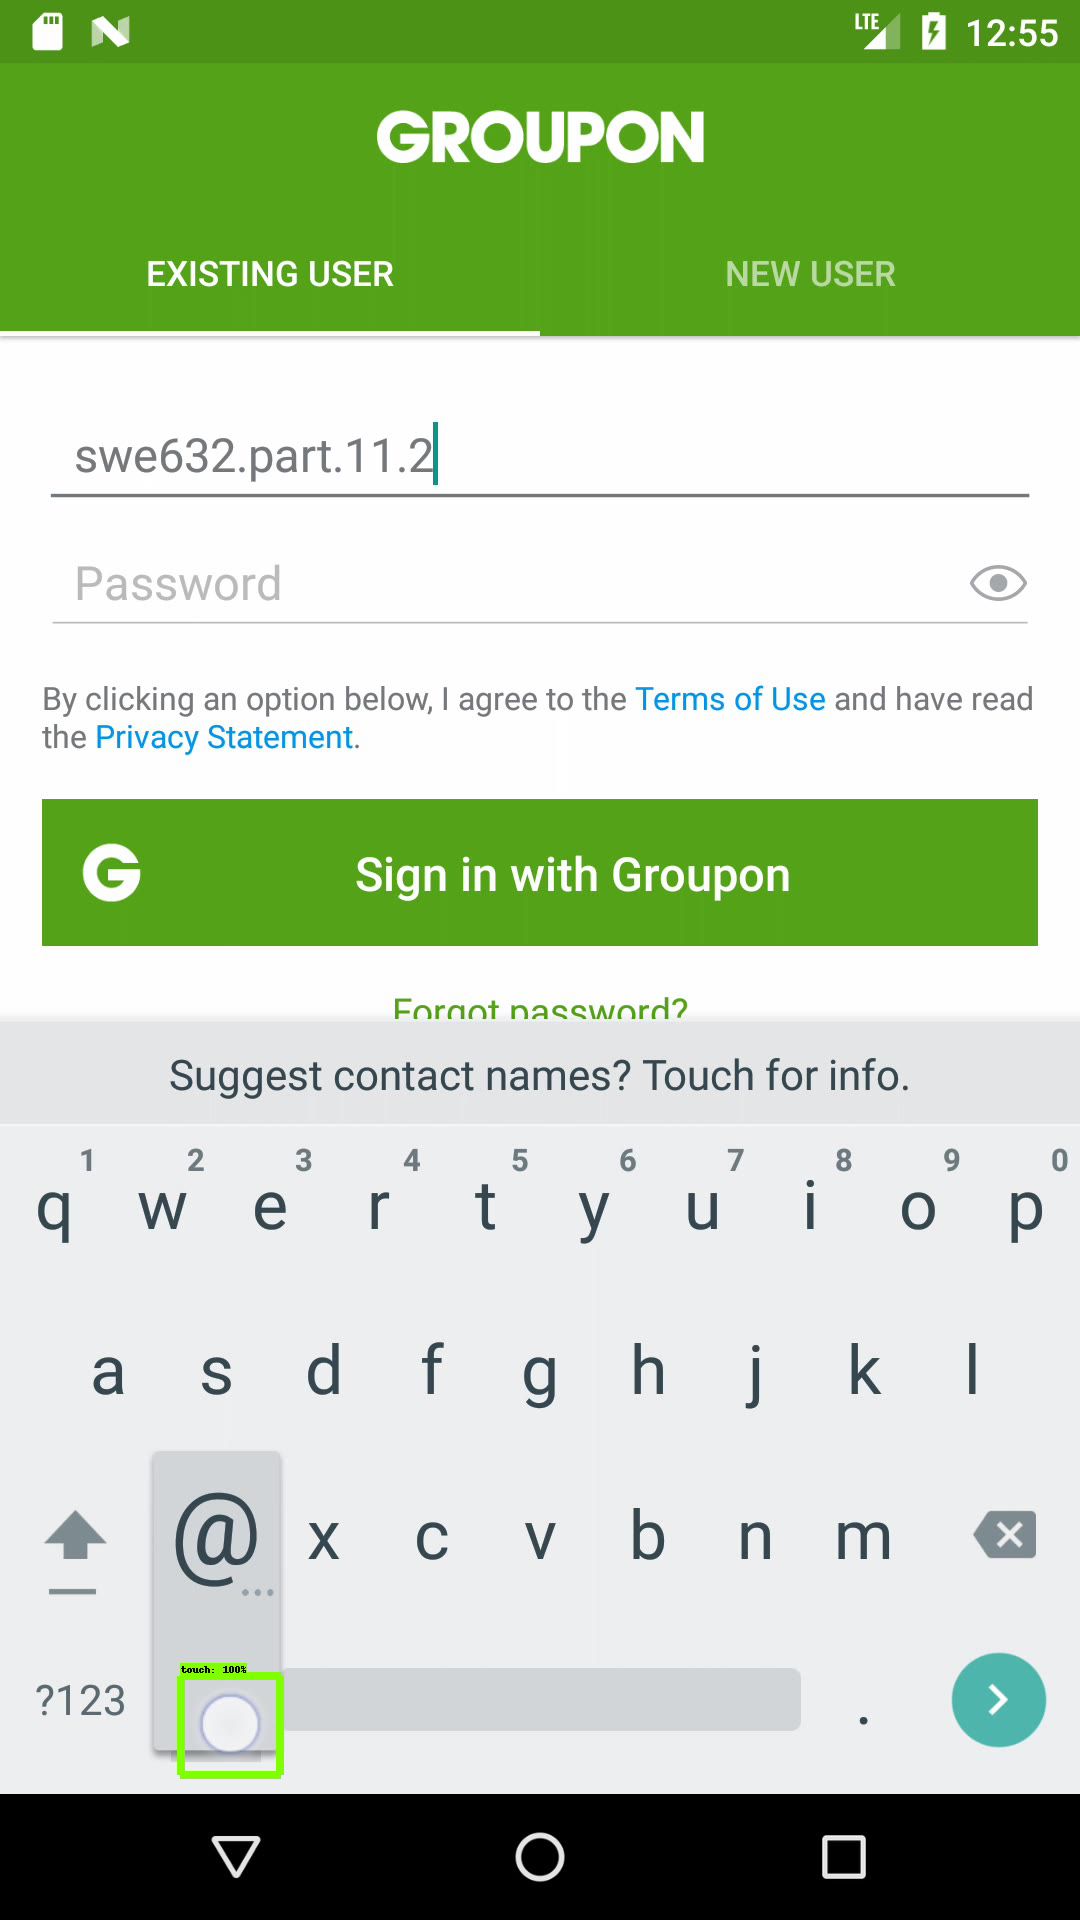 LTE 12:55
GROUPON
EXISTING USER NEW USER
swe632.part.11.2
Password
By clicking an option below, I agree to the Terms of Use and have read
the Privacy Statement.
G Sign in with Groupon
Forgot password?
Suggest contact names? Touch for info.
1 2 3 4 5 6 7 8 9 0
q w e r t y u i o p
a s d f g h j k l
@ x c v b n m
...
touch: 100%
?123 .